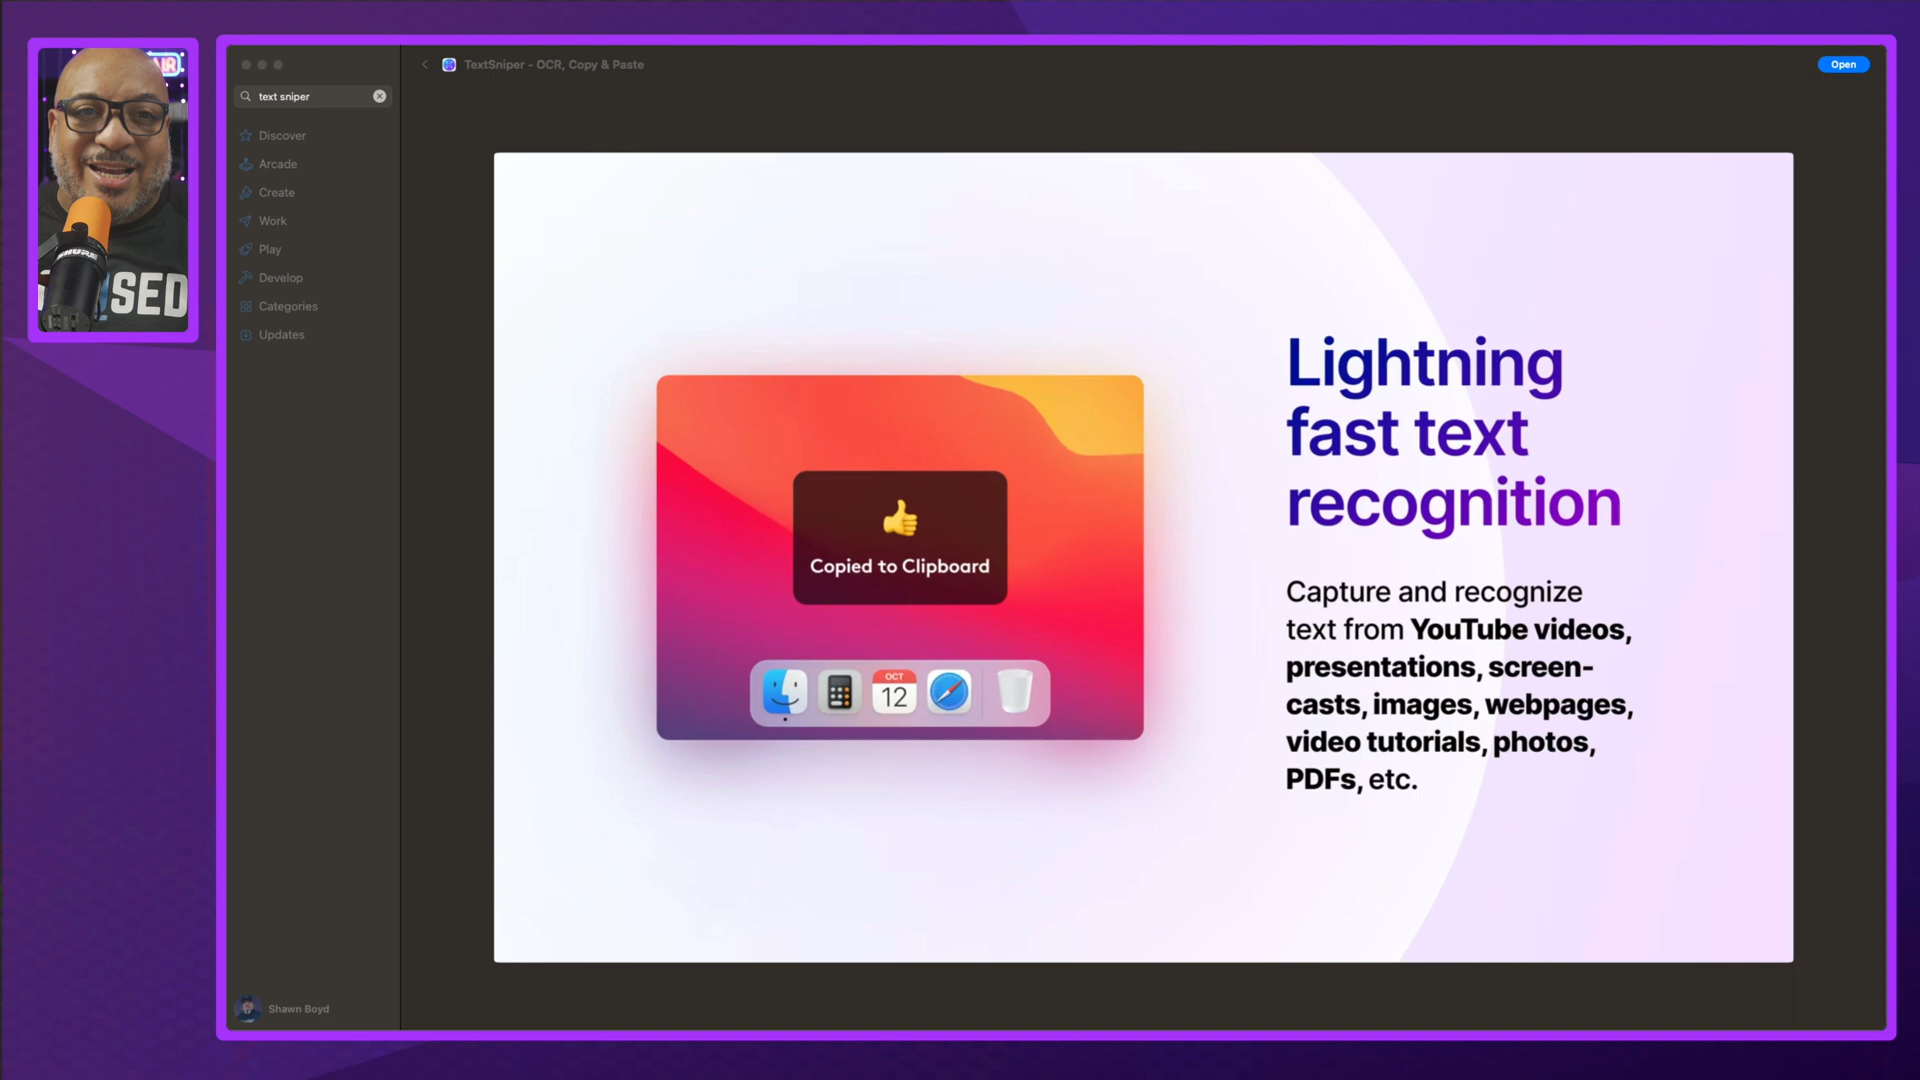 AIR
SHURE
SED
text sniper
Discover
Arcade
Create
Work
Play
Develop
Categories
Updates
Shawn Boyd
TextSniper - OCR, Copy & Paste
Open
👍
Copied to Clipboard
OCT
12
Lightning
fast text
recognition
Capture and recognize
text from YouTube videos,
presentations, screen-
casts, images, webpages,
video tutorials, photos,
PDFs, etc.